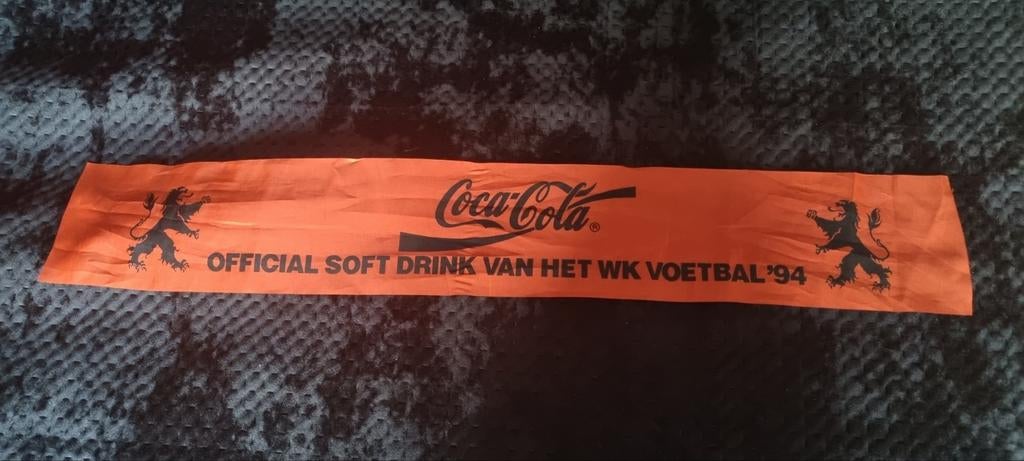 Coca-Cola®
OFFICIAL SOFT DRINK VAN HET WK VOETBAL '94